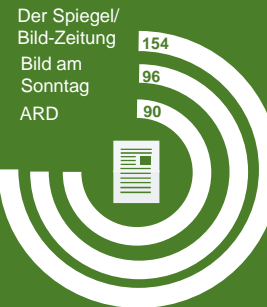 Der Spiegel/
Bild-Zeitung
154
Bild am
Sonntag
96
ARD
90